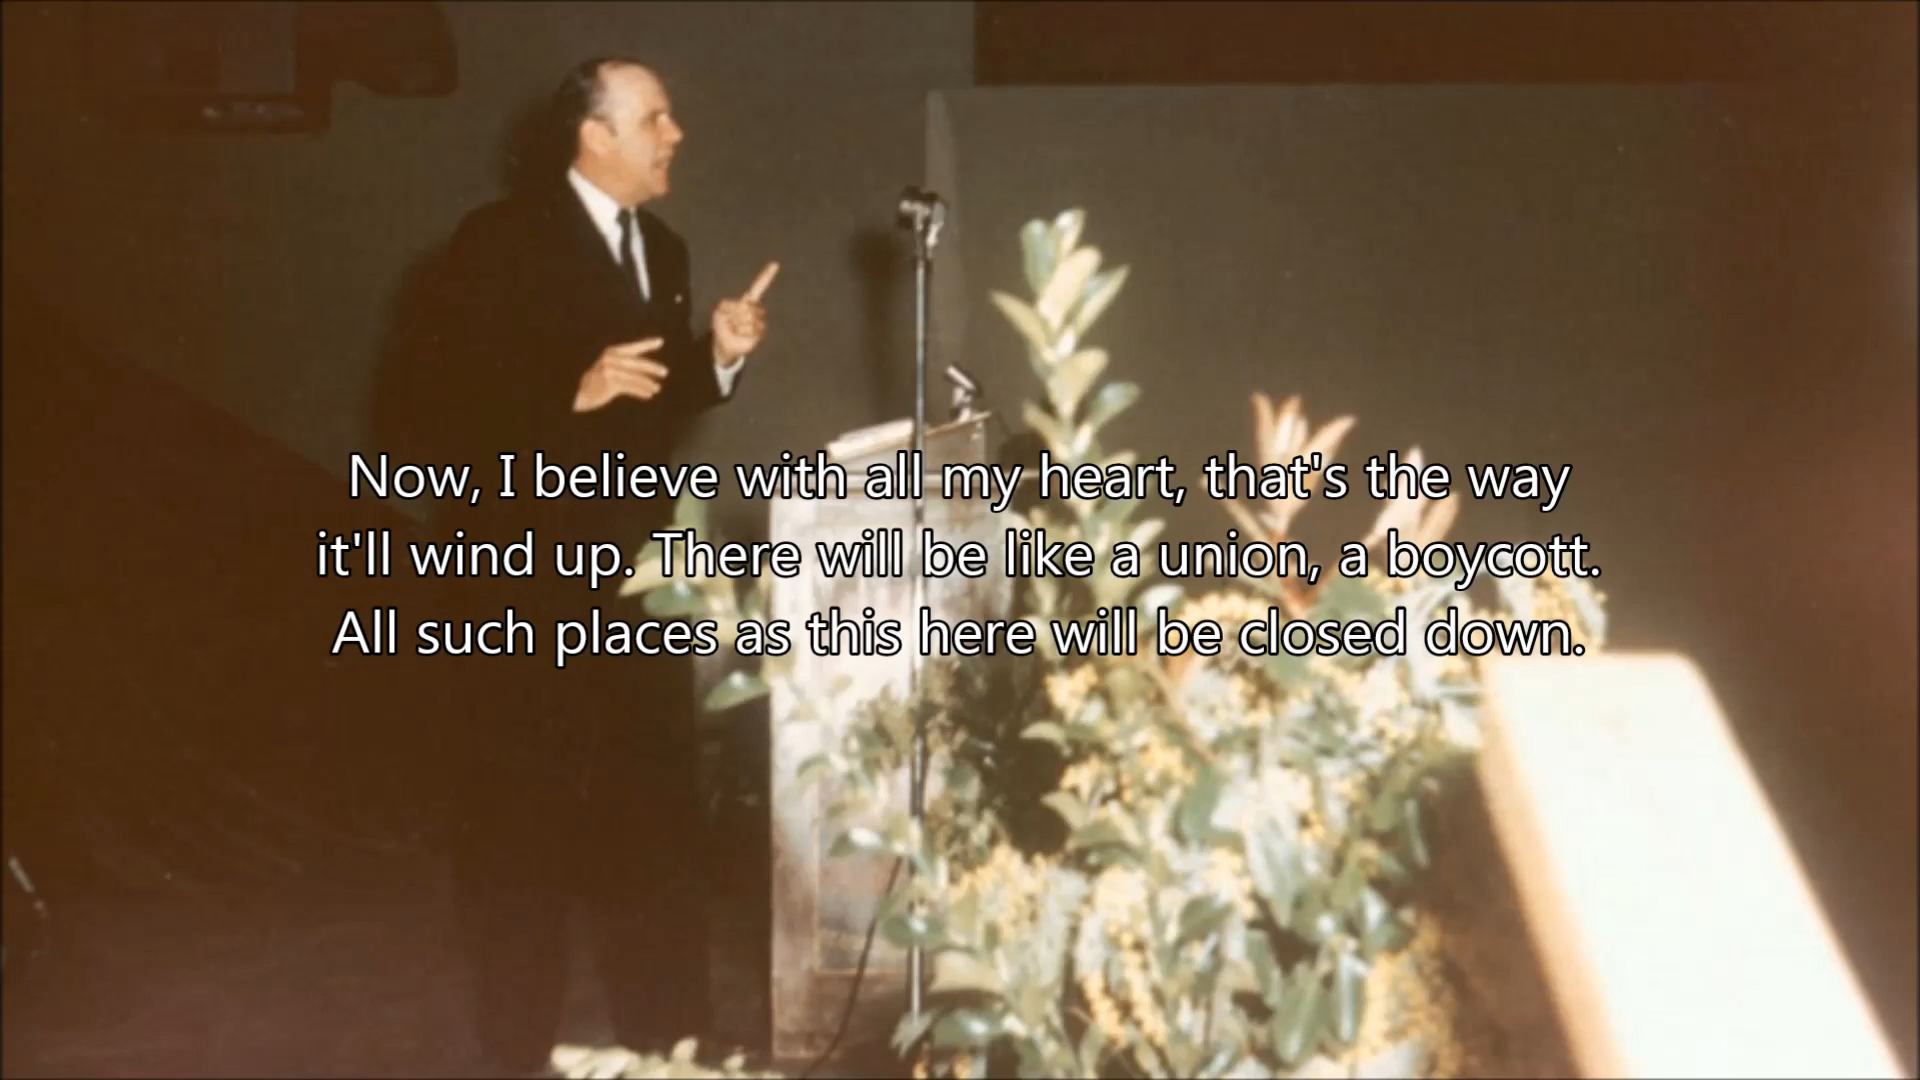 Now, I believe with all my heart, that's the way
it'll wind up. There will be like a union, a boycott.
All such places as this here will be closed down.